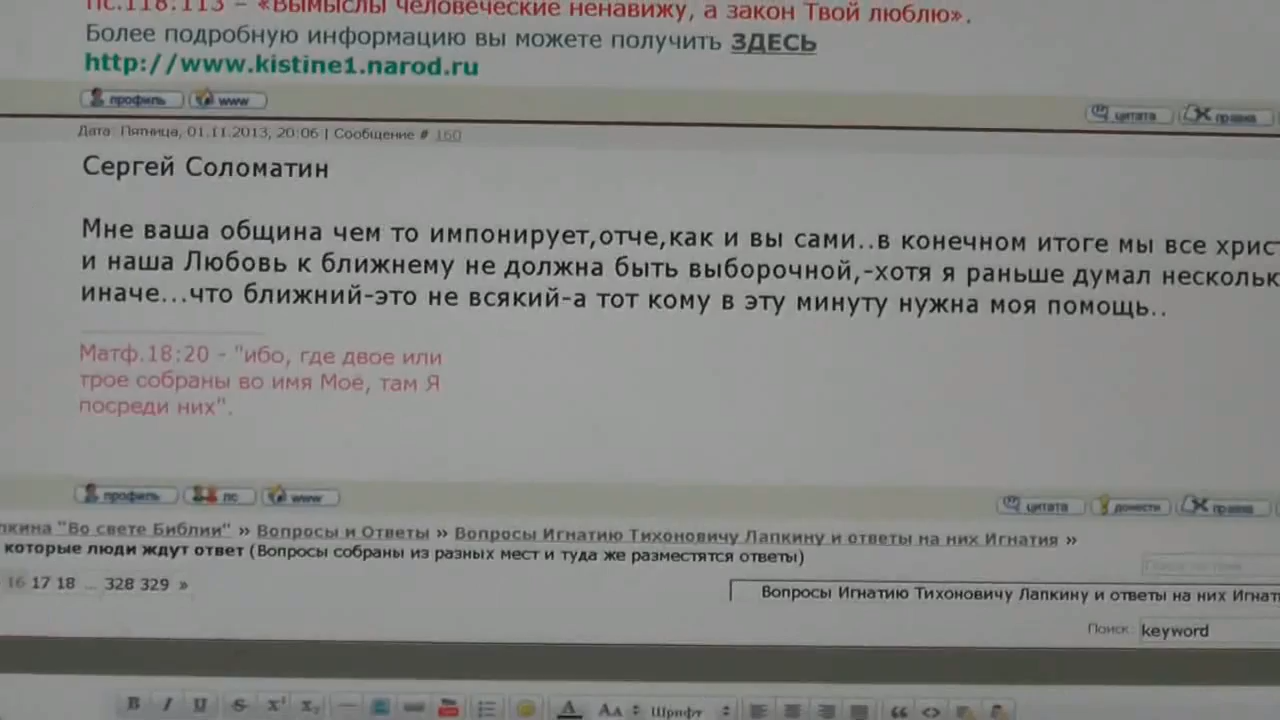 Пс.118:113 – «Вымыслы человеческие ненавижу, а закон Твой люблю».
Более подробную информацию вы можете получить ЗДЕСЬ
http://www.kistine1.narod.ru
профиль www цитата правка
Дата: Пятница, 01.11.2013, 20:06 | Сообщение # 160
Сергей Соломатин
Мне ваша община чем то импонирует,отче,как и вы сами..в конечном итоге мы все христ
и наша Любовь к ближнему не должна быть выборочной,-хотя я раньше думал нескольк
иначе...что ближний-это не всякий-а тот кому в эту минуту нужна моя помощь..
Матф.18:20 - "ибо, где двое или
трое собраны во имя Моё, там Я
посреди них".
профиль пс www цитата донести правка
пкина "Во свете Библии" » Вопросы и Ответы » Вопросы Игнатию Тихоновичу Лапкину и ответы на них Игнатия »
которые люди ждут ответ (Вопросы собраны из разных мест и туда же разместятся ответы)
16 17 18 ... 328 329 »
Вопросы Игнатию Тихоновичу Лапкину и ответы на них Игнати
Поиск: keyword
B I U S X² X₂ A AA Шрифт